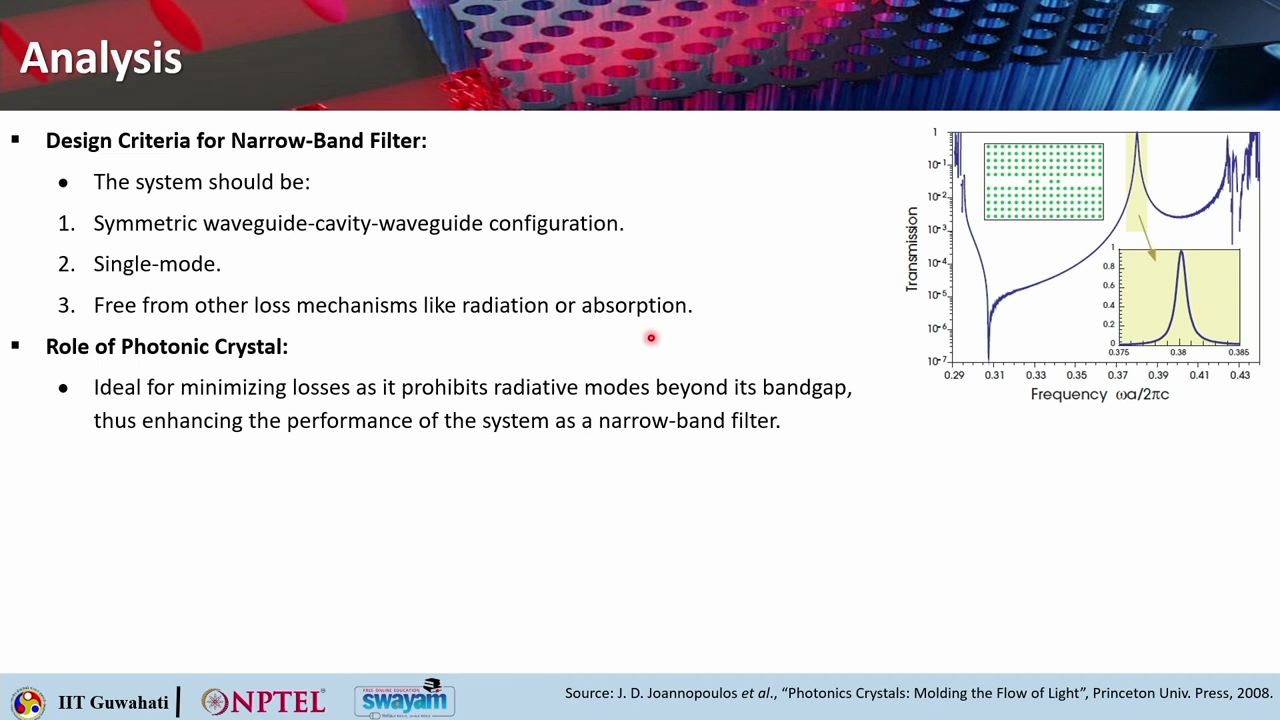 Analysis
▪ Design Criteria for Narrow-Band Filter:
• The system should be:
1. Symmetric waveguide-cavity-waveguide configuration.
2. Single-mode.
3. Free from other loss mechanisms like radiation or absorption.
▪ Role of Photonic Crystal:
• Ideal for minimizing losses as it prohibits radiative modes beyond its bandgap,
thus enhancing the performance of the system as a narrow-band filter.
Transmission
1
10-1
10-2
10-3
10-4
10-5
10-6
10-7
0.29 0.31 0.33 0.35 0.37 0.39 0.41 0.43
Frequency ωa/2πc
1
0.8
0.6
0.4
0.2
0
0.375 0.38 0.385
IIT Guwahati
NPTEL
FREE ONLINE EDUCATION
swayam
Source: J. D. Joannopoulos et al., “Photonics Crystals: Molding the Flow of Light”, Princeton Univ. Press, 2008.